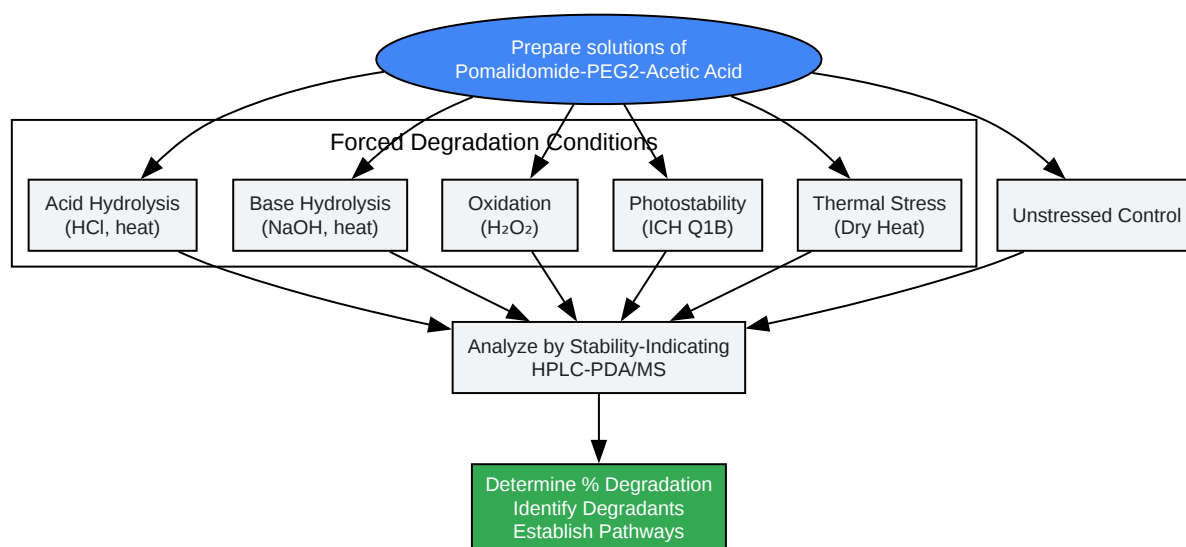 Prepare solutions of
Pomalidomide-PEG2-Acetic Acid
Forced Degradation Conditions
Acid Hydrolysis
(HCl, heat)
Base Hydrolysis
(NaOH, heat)
Oxidation
(H₂O₂)
Photostability
(ICH Q1B)
Thermal Stress
(Dry Heat)
Unstressed Control
Analyze by Stability-Indicating
HPLC-PDA/MS
Determine % Degradation
Identify Degradants
Establish Pathways